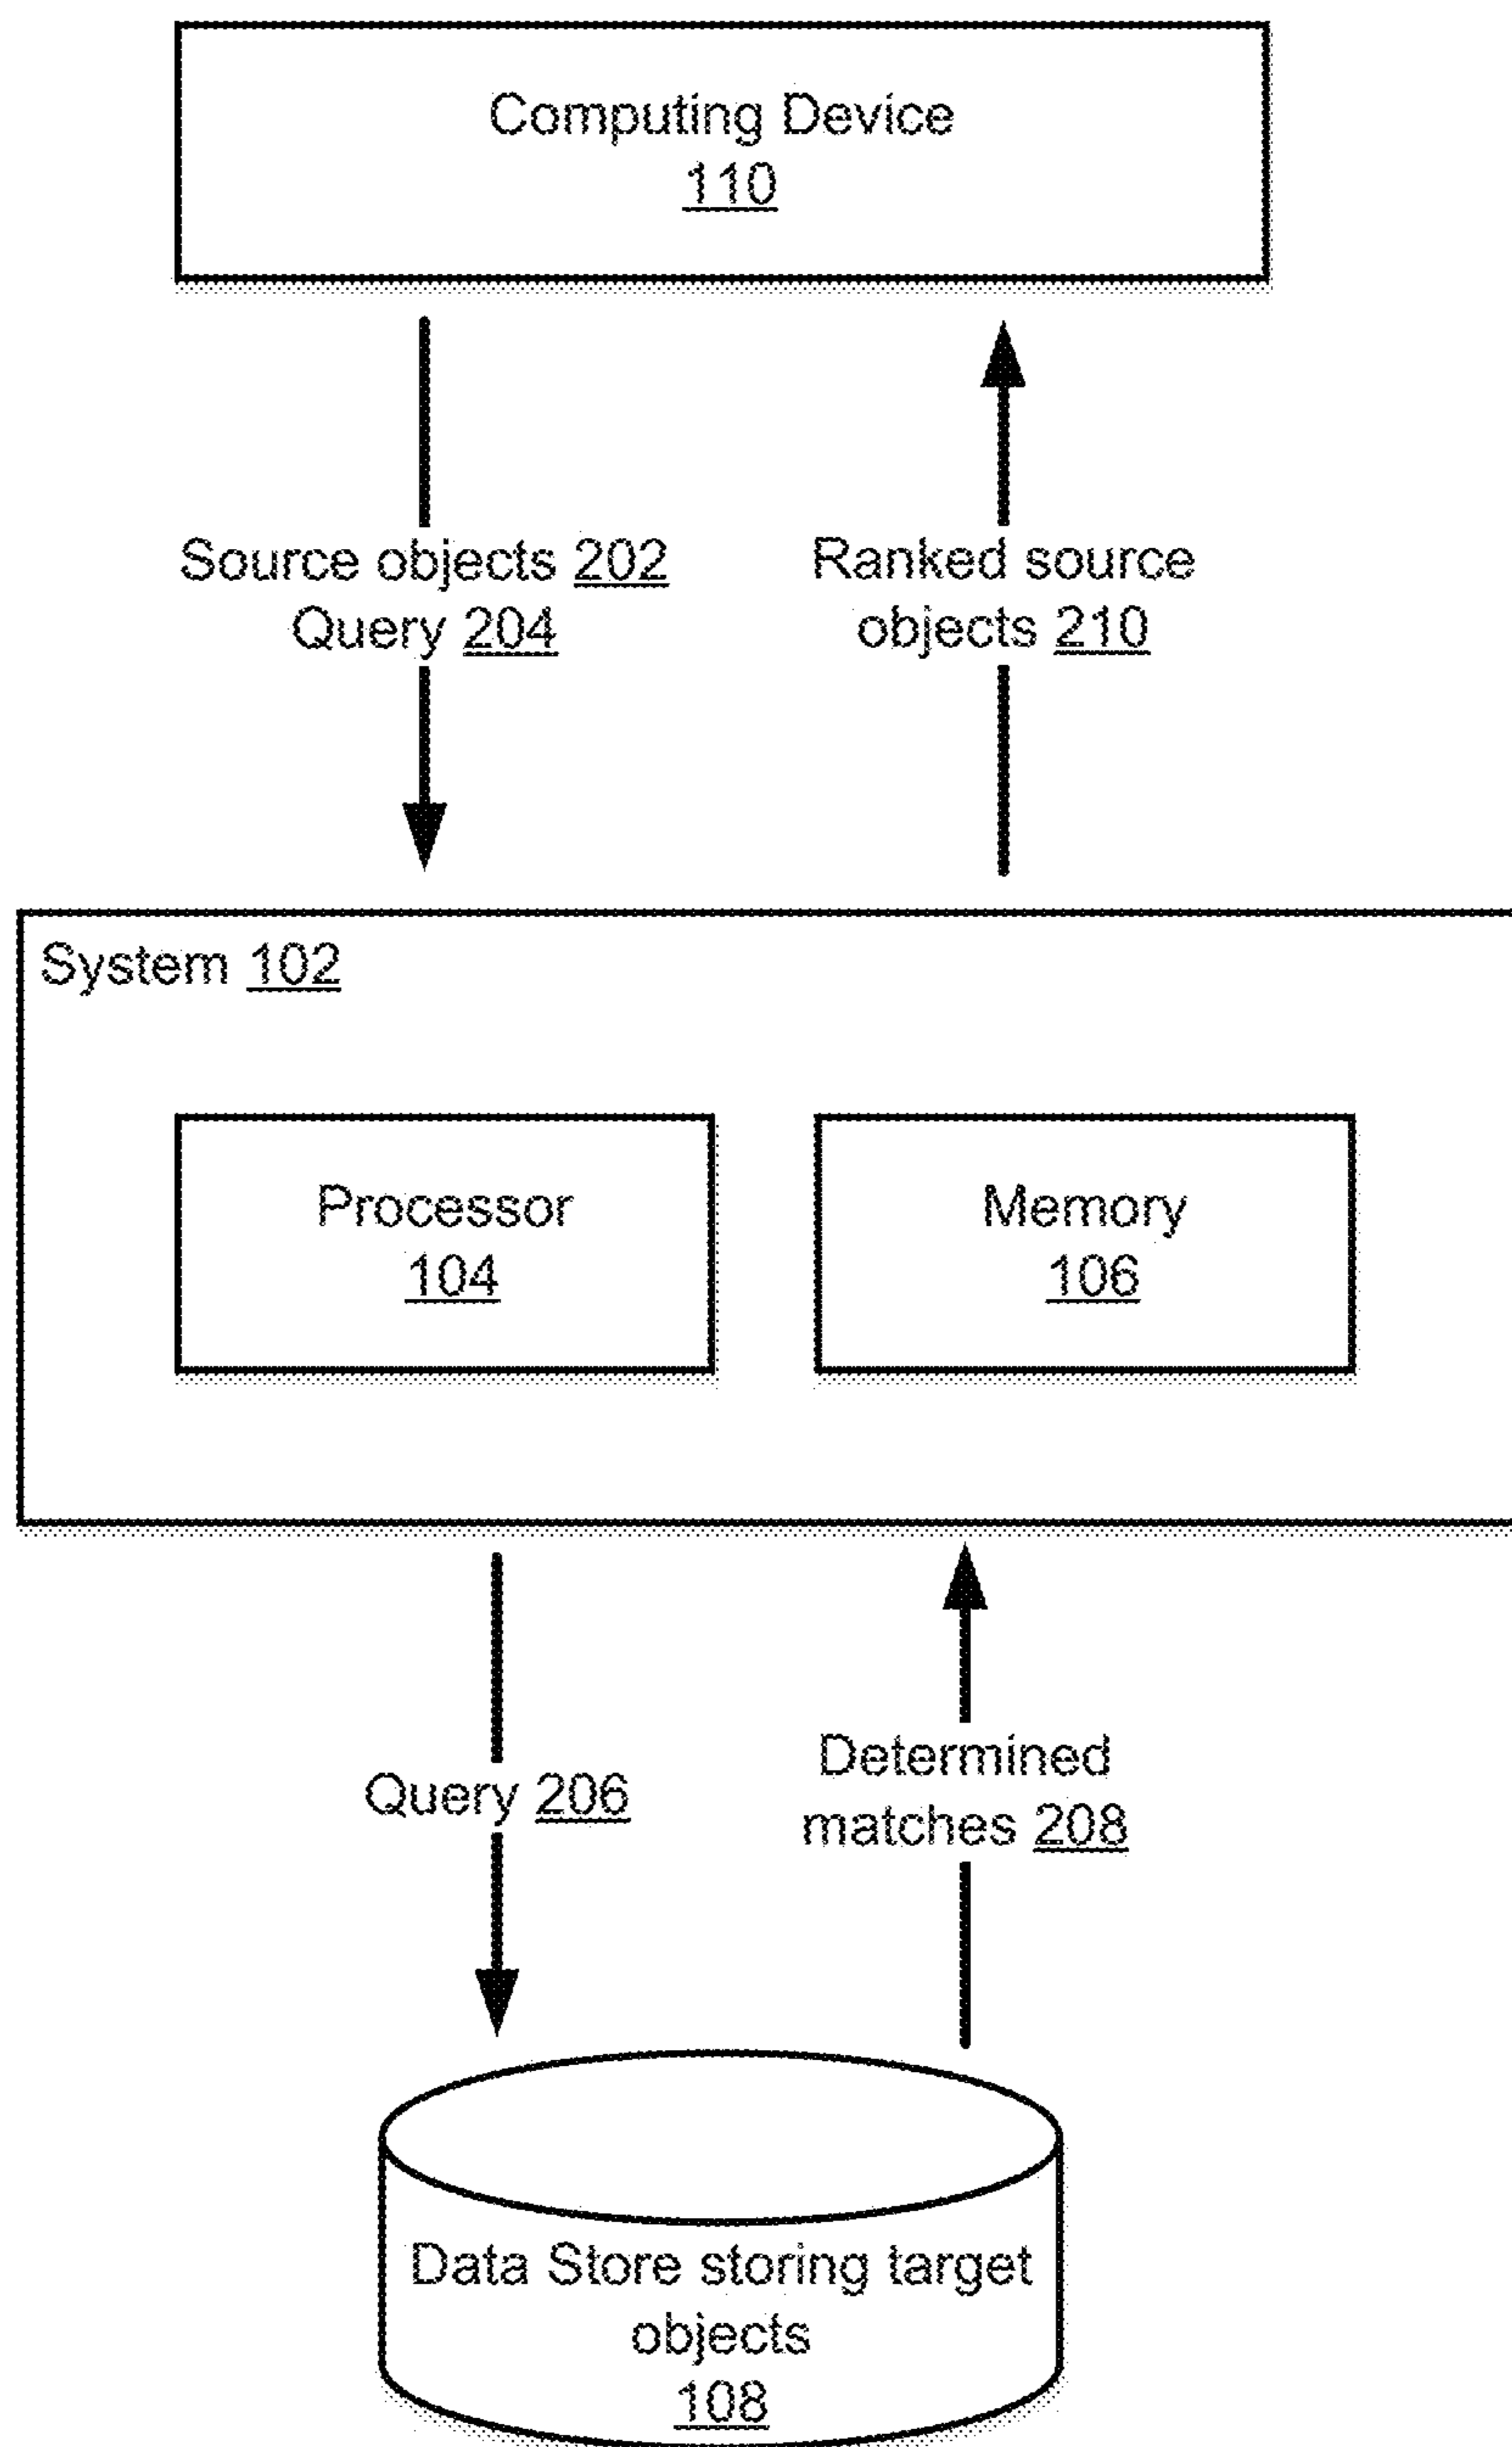 Computing Device
110
Source objects 202
Query 204
Ranked source
objects 210
System 102
Processor
104
Memory
106
Query 206
Determined
matches 208
Data Store storing target
objects
108